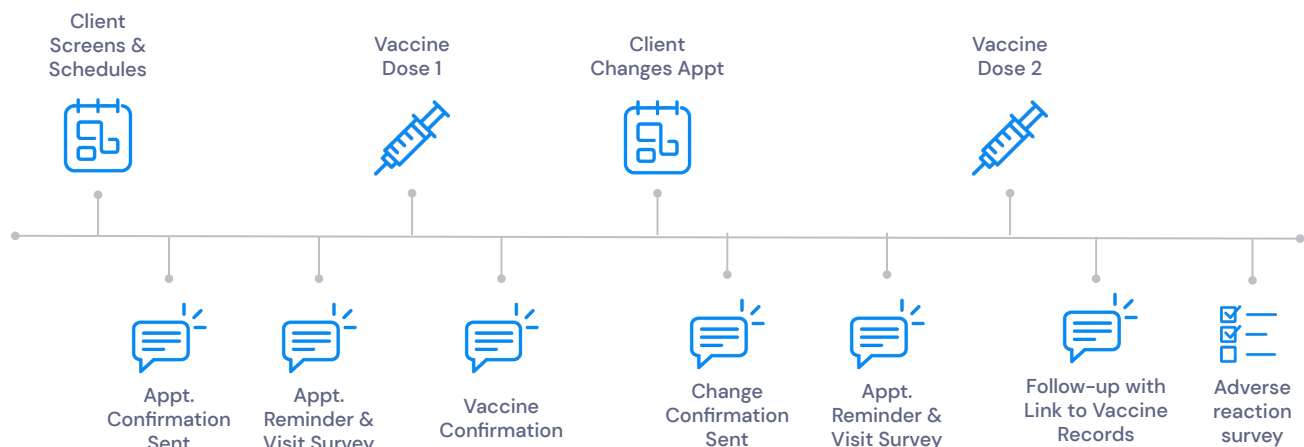 Client
Screens &
Schedules
Vaccine
Dose 1
Client
Changes Appt
Vaccine
Dose 2
Appt.
Confirmation
Sent
Appt.
Reminder &
Visit Survey
Vaccine
Confirmation
Change
Confirmation
Sent
Appt.
Reminder &
Visit Survey
Follow-up with
Link to Vaccine
Records
Adverse
reaction
survey